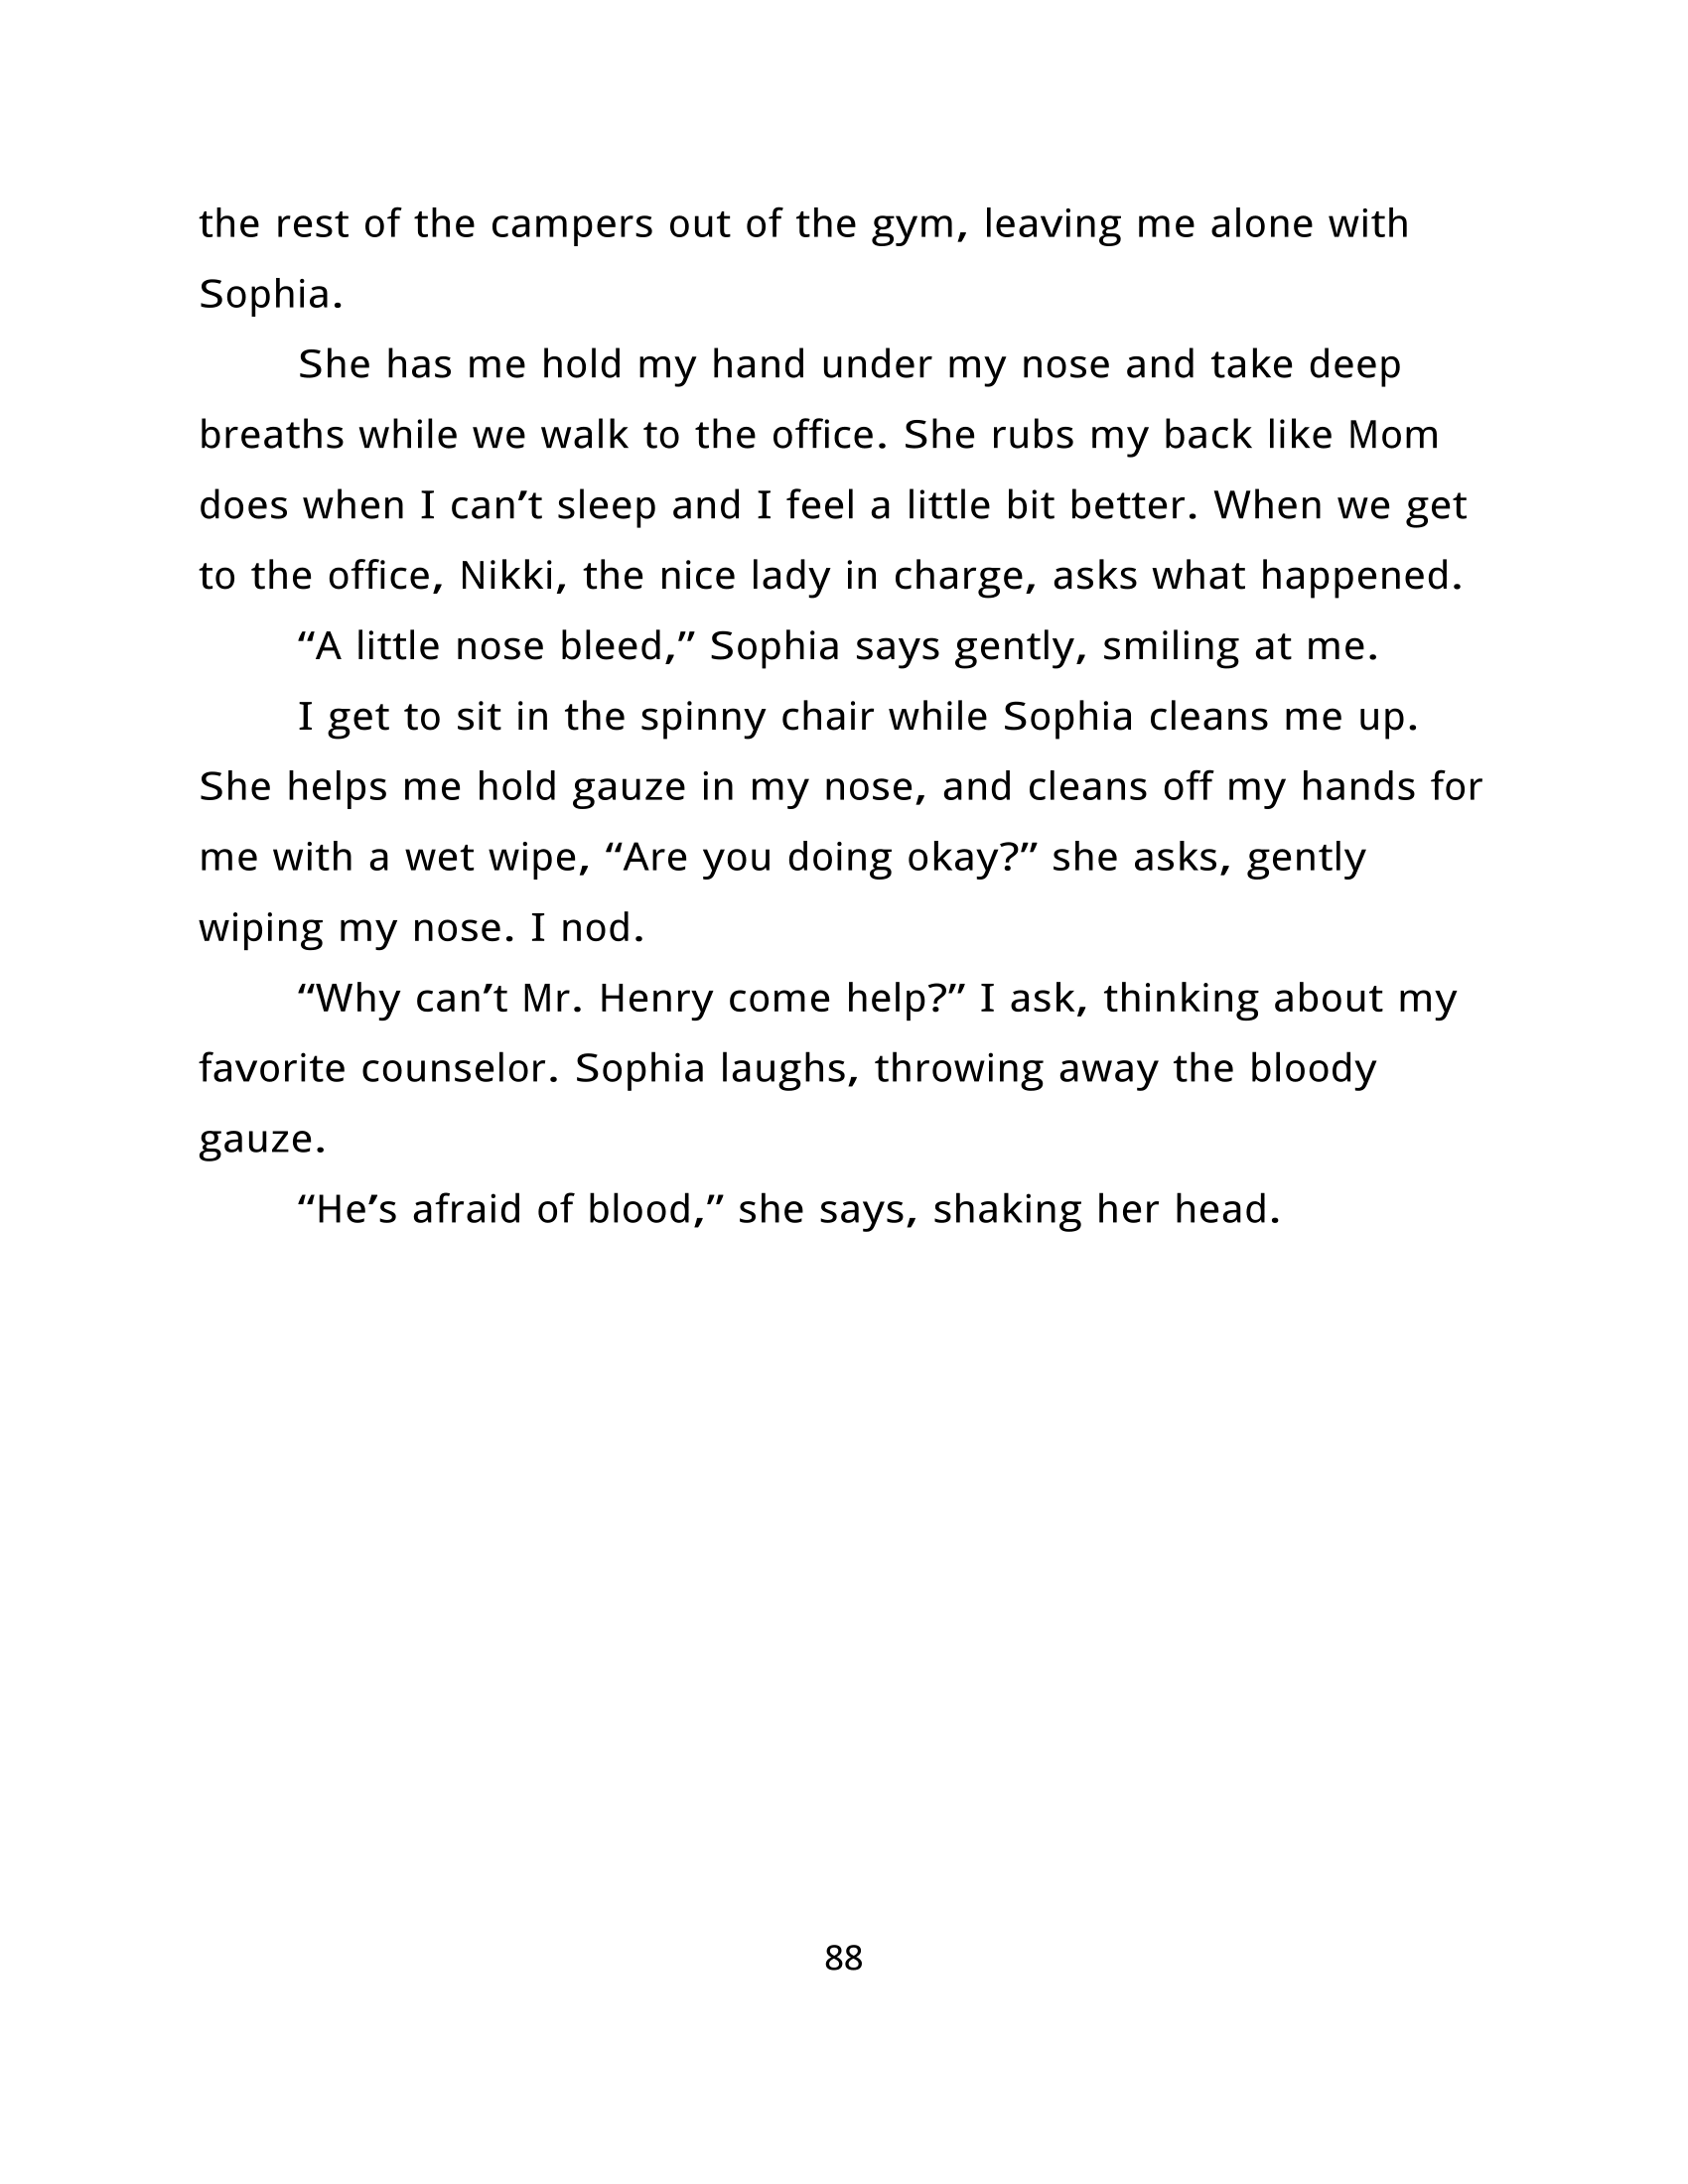 the rest of the campers out of the gym, leaving me alone with
Sophia.
She has me hold my hand under my nose and take deep
breaths while we walk to the office. She rubs my back like Mom
does when I can’t sleep and I feel a little bit better. When we get
to the office, Nikki, the nice lady in charge, asks what happened.
“A little nose bleed,” Sophia says gently, smiling at me.
I get to sit in the spinny chair while Sophia cleans me up.
She helps me hold gauze in my nose, and cleans off my hands for
me with a wet wipe, “Are you doing okay?” she asks, gently
wiping my nose. I nod.
“Why can’t Mr. Henry come help?” I ask, thinking about my
favorite counselor. Sophia laughs, throwing away the bloody
gauze.
“He’s afraid of blood,” she says, shaking her head.
88